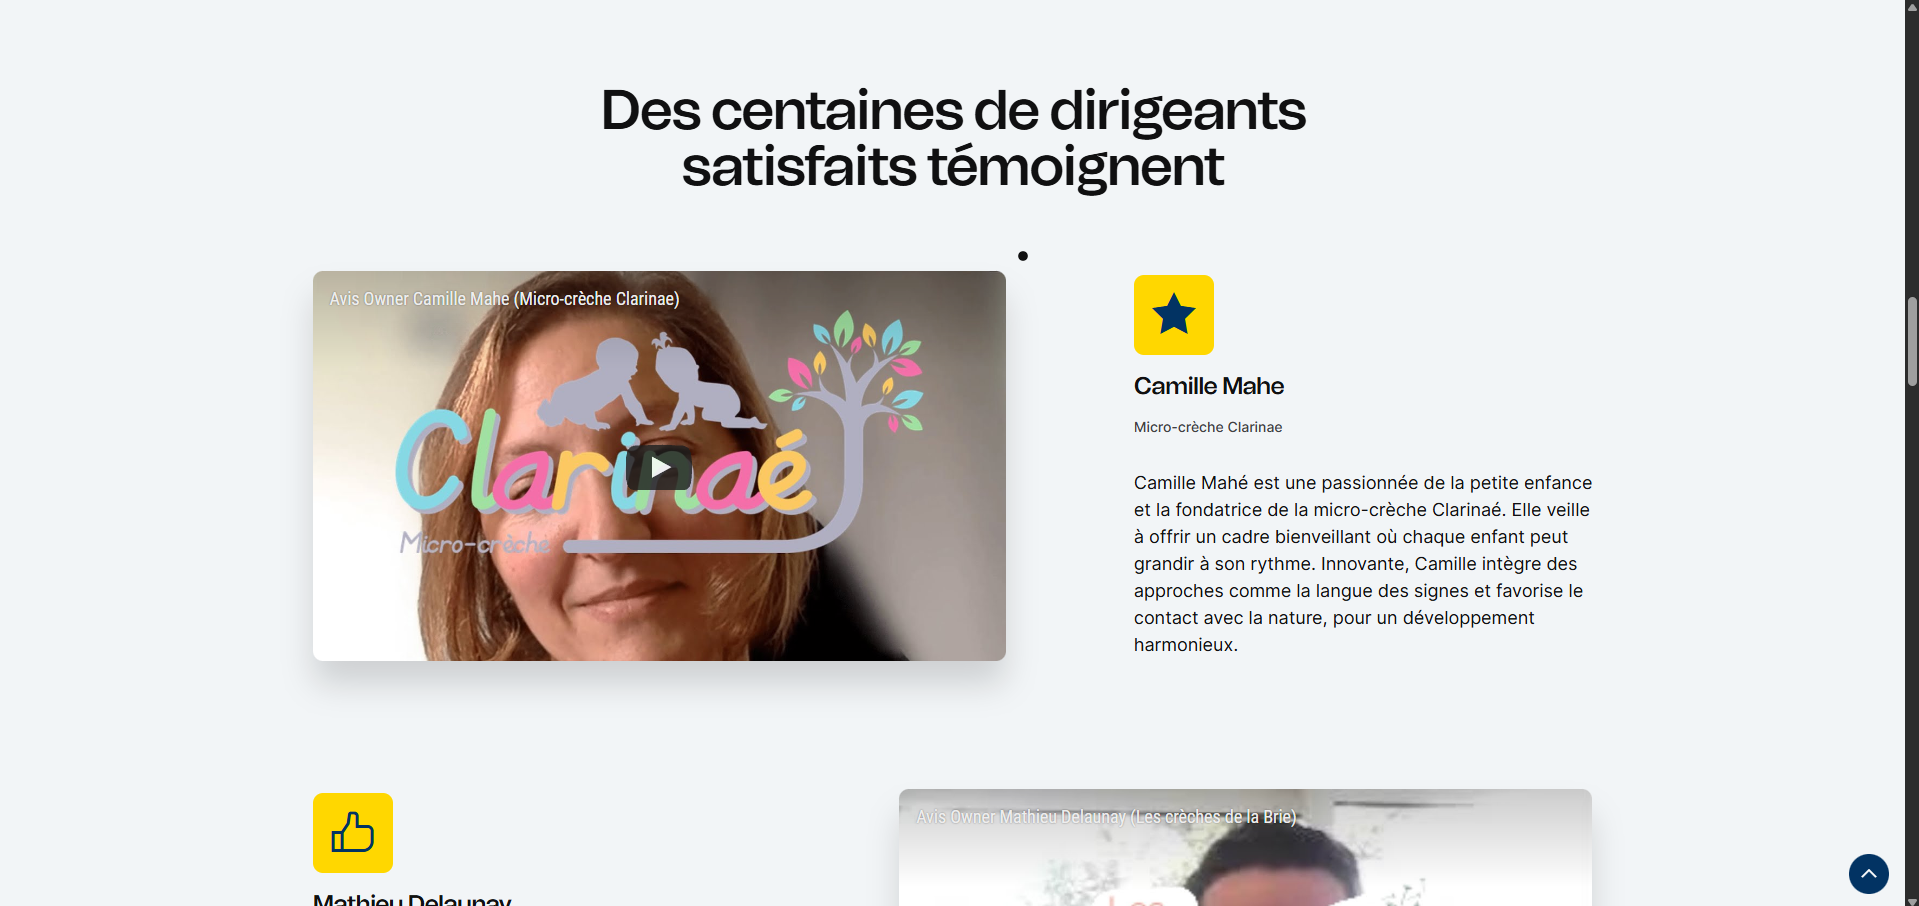 Des centaines de dirigeants
satisfaits témoignent
Avis Owner Camille Mahe (Micro-crèche Clarinae)
Clarinaé
Micro-crèche
Camille Mahe
Micro-crèche Clarinae
Camille Mahé est une passionnée de la petite enfance
et la fondatrice de la micro-crèche Clarinaé. Elle veille
à offrir un cadre bienveillant où chaque enfant peut
grandir à son rythme. Innovante, Camille intègre des
approches comme la langue des signes et favorise le
contact avec la nature, pour un développement
harmonieux.
Mathieu Delaunay
Avis Owner Mathieu Delaunay (Les crèches de la Brie)
Les